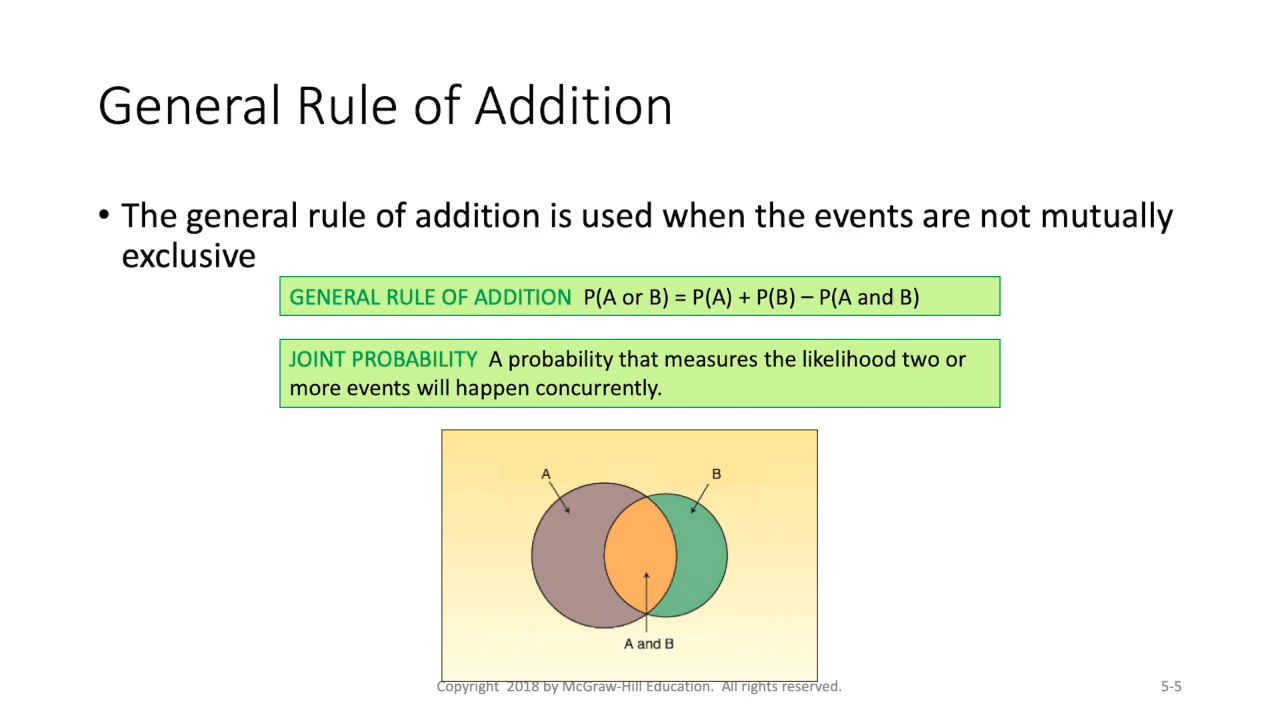 General Rule of Addition
• The general rule of addition is used when the events are not mutually
exclusive
GENERAL RULE OF ADDITION P(A or B) = P(A) + P(B) – P(A and B)
JOINT PROBABILITY A probability that measures the likelihood two or
more events will happen concurrently.
A
B
A and B
Copyright 2018 by McGraw-Hill Education. All rights reserved.
5-5